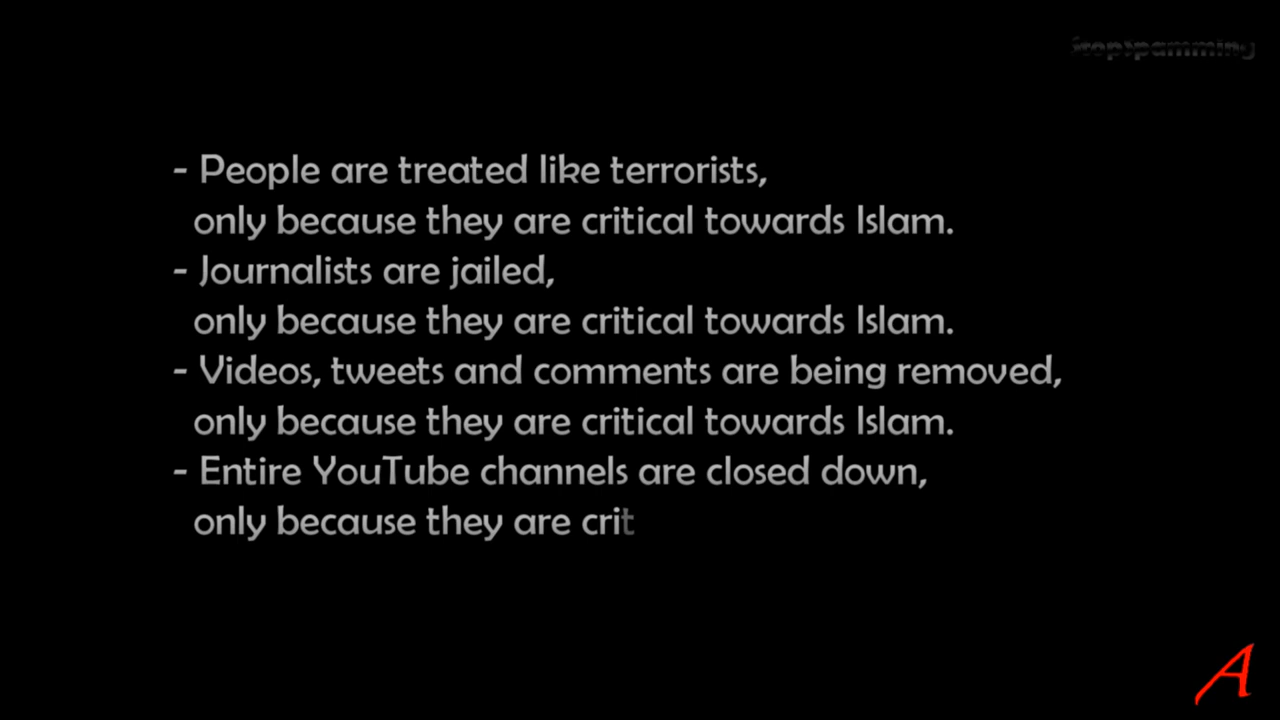 StopSpamming
- People are treated like terrorists,
only because they are critical towards Islam.
- Journalists are jailed,
only because they are critical towards Islam.
- Videos, tweets and comments are being removed,
only because they are critical towards Islam.
- Entire YouTube channels are closed down,
only because they are crit
A